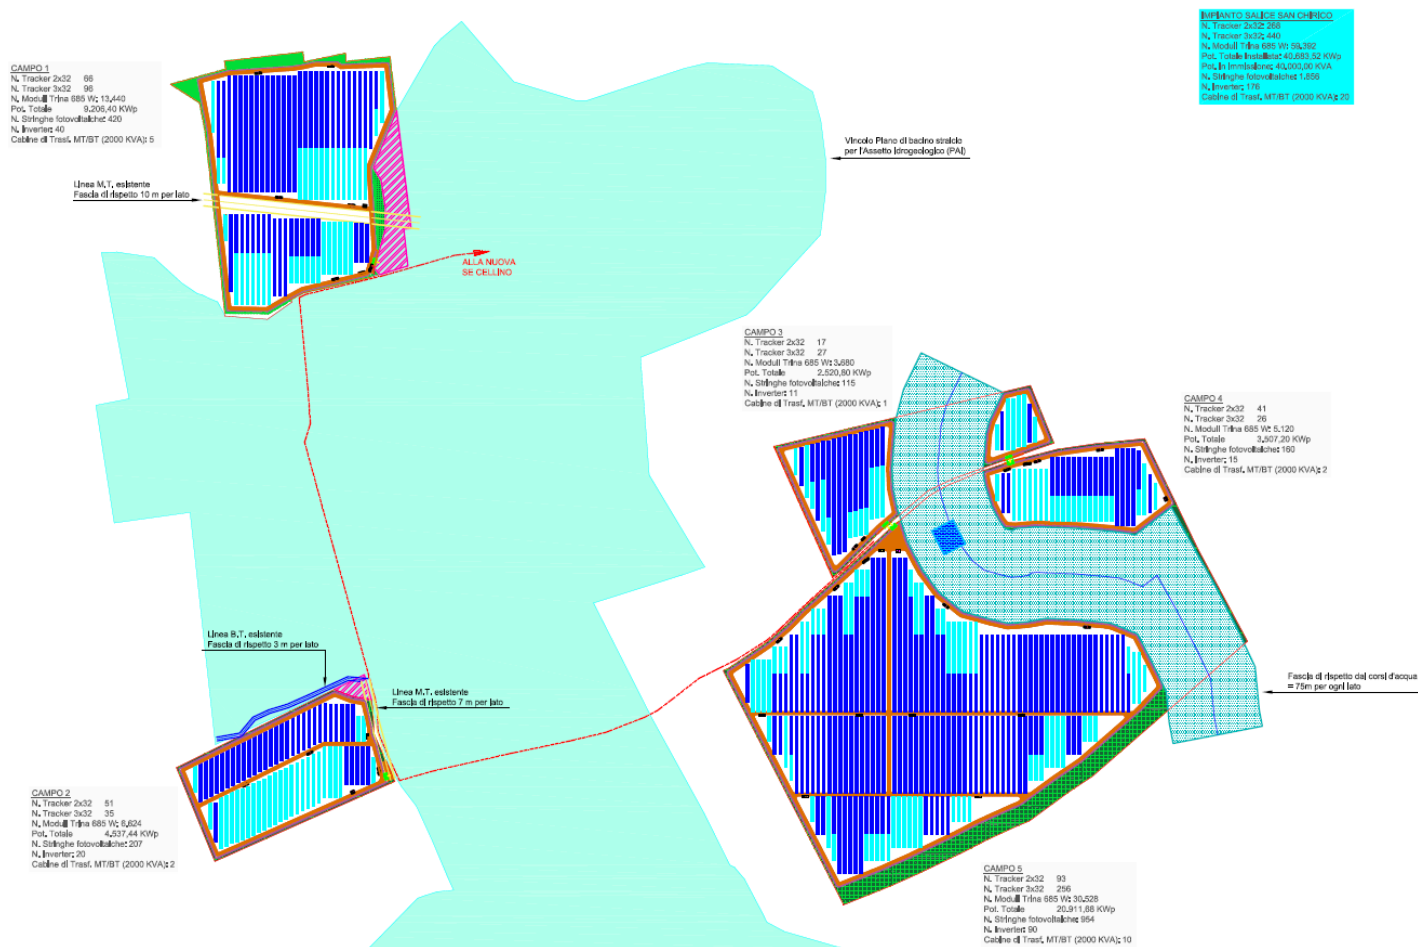 IMPIANTO SALICE SAN CHIRICO
N. Tracker 2x32: 268
N. Tracker 3x32: 440
N. Moduli Trina 685 W: 59.392
Pot. Totale Installata: 40.683,52 KWp
Pot. in Immissione: 40.000,00 KVA
N. Stringhe fotovoltaiche: 1.856
N. Inverter: 176
Cabine di Trasf. MT/BT (2000 KVA): 20
CAMPO 1
N. Tracker 2x32 66
N. Tracker 3x32 96
N. Moduli Trina 685 W: 13.440
Pot. Totale 9.206,40 KWp
N. Stringhe fotovoltaiche: 420
N. Inverter: 40
Cabine di Trasf. MT/BT (2000 KVA): 5
Vincolo Piano di bacino stralcio
per l'Assetto Idrogeologico (PAI)
Linea M.T. esistente
Fascia di rispetto 10 m per lato
ALLA NUOVA
SE CELLINO
CAMPO 3
N. Tracker 2x32 17
N. Tracker 3x32 27
N. Moduli Trina 685 W: 3.680
Pot. Totale 2.520,80 KWp
N. Stringhe fotovoltaiche: 115
N. Inverter: 11
Cabine di Trasf. MT/BT (2000 KVA): 1
CAMPO 4
N. Tracker 2x32 41
N. Tracker 3x32 26
N. Moduli Trina 685 W: 5.120
Pot. Totale 3.507,20 KWp
N. Stringhe fotovoltaiche: 160
N. Inverter: 15
Cabine di Trasf. MT/BT (2000 KVA): 2
Linea B.T. esistente
Fascia di rispetto 3 m per lato
Linea M.T. esistente
Fascia di rispetto 7 m per lato
Fascia di rispetto dai corsi d'acqua
= 75m per ogni lato
CAMPO 2
N. Tracker 2x32 51
N. Tracker 3x32 35
N. Moduli Trina 685 W: 6.624
Pot. Totale 4.537,44 KWp
N. Stringhe fotovoltaiche: 207
N. Inverter: 20
Cabine di Trasf. MT/BT (2000 KVA): 2
CAMPO 5
N. Tracker 2x32 93
N. Tracker 3x32 256
N. Moduli Trina 685 W: 30.528
Pot. Totale 20.911,68 KWp
N. Stringhe fotovoltaiche: 954
N. Inverter: 90
Cabine di Trasf. MT/BT (2000 KVA): 10